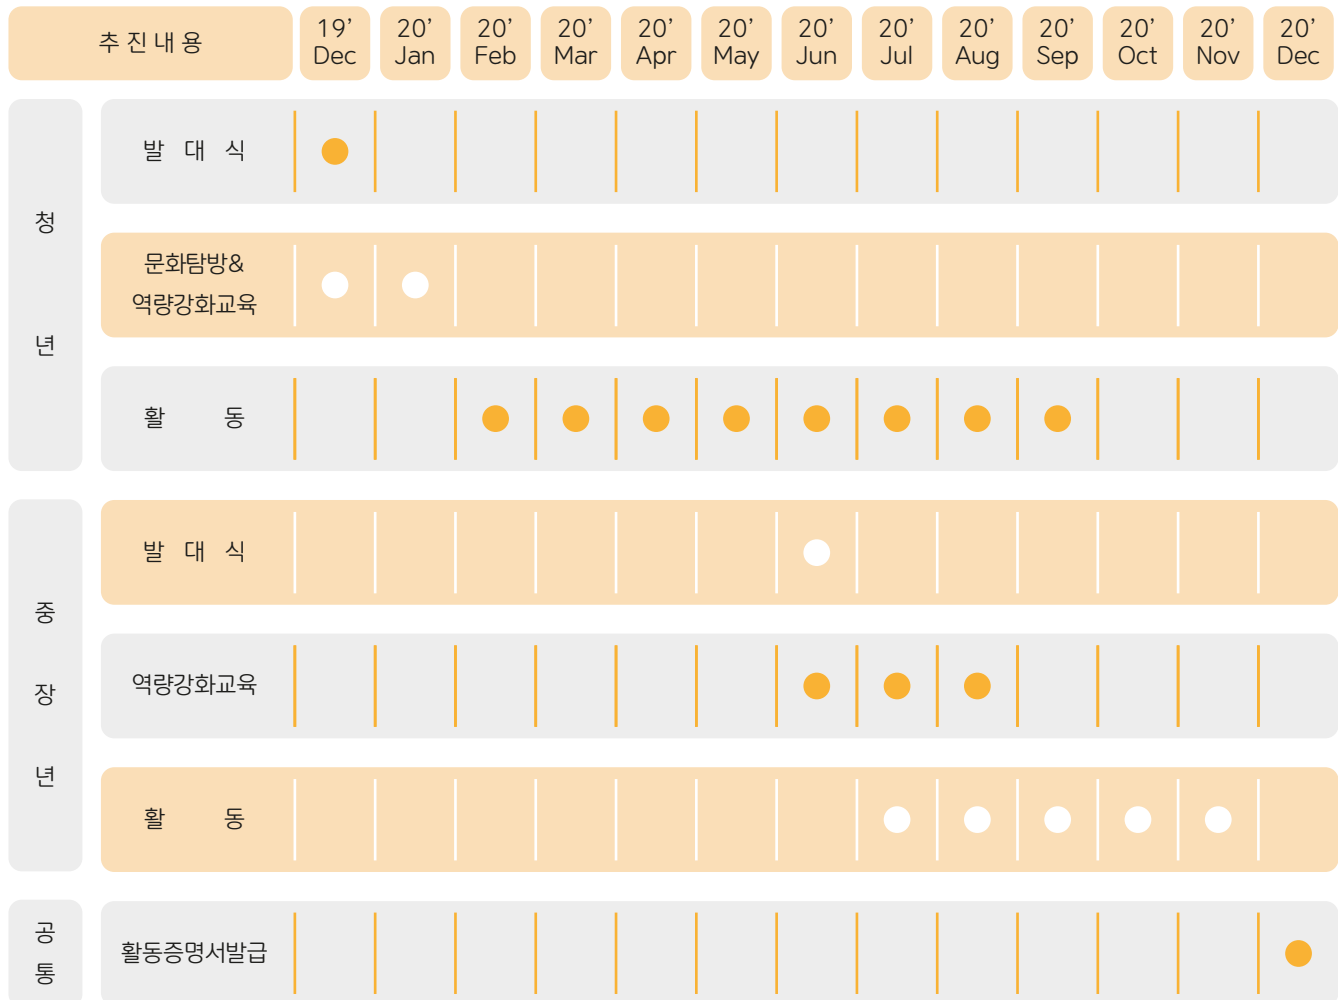 추 진 내 용
19’ Dec
20’ Jan
20’ Feb
20’ Mar
20’ Apr
20’ May
20’ Jun
20’ Jul
20’ Aug
20’ Sep
20’ Oct
20’ Nov
20’ Dec
청 년
발 대 식
문화탐방&
역량강화교육
활 동
중 장 년
발 대 식
역량강화교육
활 동
공 통
활동증명서발급